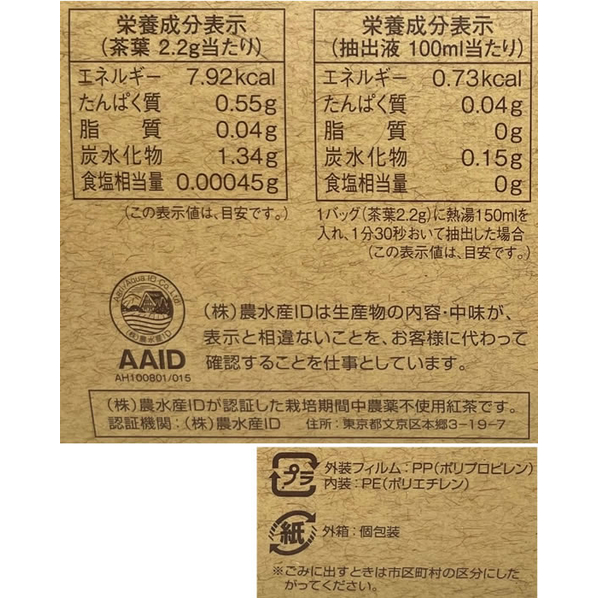 栄養成分表示
(茶葉 2.2g当たり)
エネルギー 7.92kcal
たんぱく質 0.55g
脂質 0.04g
炭水化物 1.34g
食塩相当量 0.00045g
(この表示値は、目安です。)
栄養成分表示
(抽出液 100ml当たり)
エネルギー 0.73kcal
たんぱく質 0.04g
脂質 0g
炭水化物 0.15g
食塩相当量 0g
1バッグ(茶葉2.2g)に熱湯150mlを
入れ、1分30秒おいて抽出した場合
(この表示値は、目安です。)
Agri/Aqua ID Co., Ltd
(株)農水産ID
AAID
AH100801/015
(株)農水産IDは生産物の内容・中味が、
表示と相違ないことを、お客様に代わって
確認することを仕事としています。
(株)農水産IDが認証した栽培期間中農薬不使用紅茶です。
認証機関:(株)農水産ID 住所:東京都文京区本郷3-19-7
プラ
外装フィルム:PP(ポリプロピレン)
内装:PE(ポリエチレン)
紙
外箱:個包装
※ごみに出すときは市区町村の区分にした
がってください。